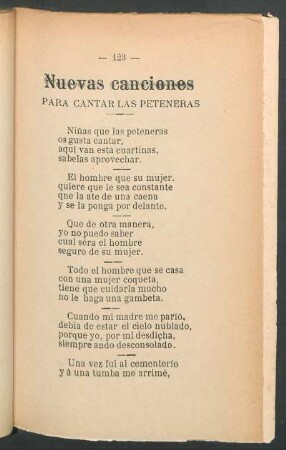 — 123 —
Nuevas canciones
PARA CANTAR LAS PETENERAS
Niñas que las peteneras
os gusta cantar,
aqui van esta cuartinas,
sabelas aprovechar.
El hombre que su mujer.
quiere que le sea constante
que la ate de una caena
y se la ponga por delante.
Que de otra manera,
yo no puedo saber
cual séra el hombre
seguro de su mujer.
Todo el hombre que se casa
con una mujer coqueta,
tiene que cuidarla mucho
no le haga una gambeta.
Cuando mi madre me parió,
debia de estar el cielo nublado,
porque yo, por mi desdicha,
siempre ando desconsolado.
Una vez fui al cementerio
y á una tumba me arrimé,